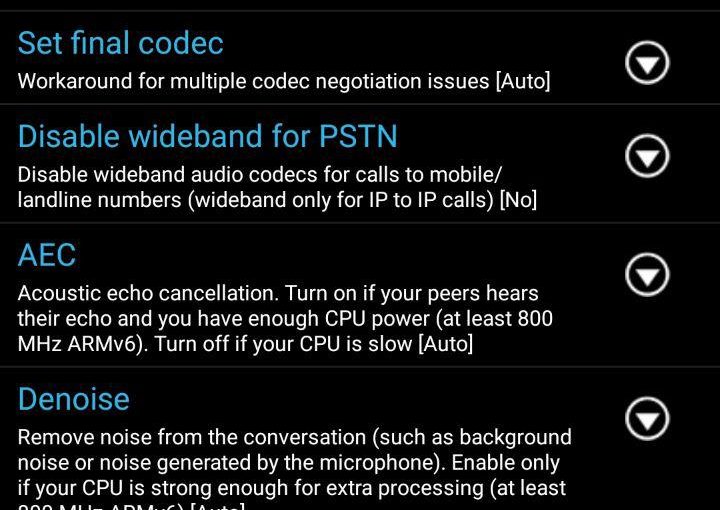 Set final codec
Workaround for multiple codec negotiation issues [Auto]
Disable wideband for PSTN
Disable wideband audio codecs for calls to mobile/
landline numbers (wideband only for IP to IP calls) [No]
AEC
Acoustic echo cancellation. Turn on if your peers hears
their echo and you have enough CPU power (at least 800
MHz ARMv6). Turn off if your CPU is slow [Auto]
Denoise
Remove noise from the conversation (such as background
noise or noise generated by the microphone). Enable only
if your CPU is strong enough for extra processing (at least
800 MHz ARMv6) [Auto]